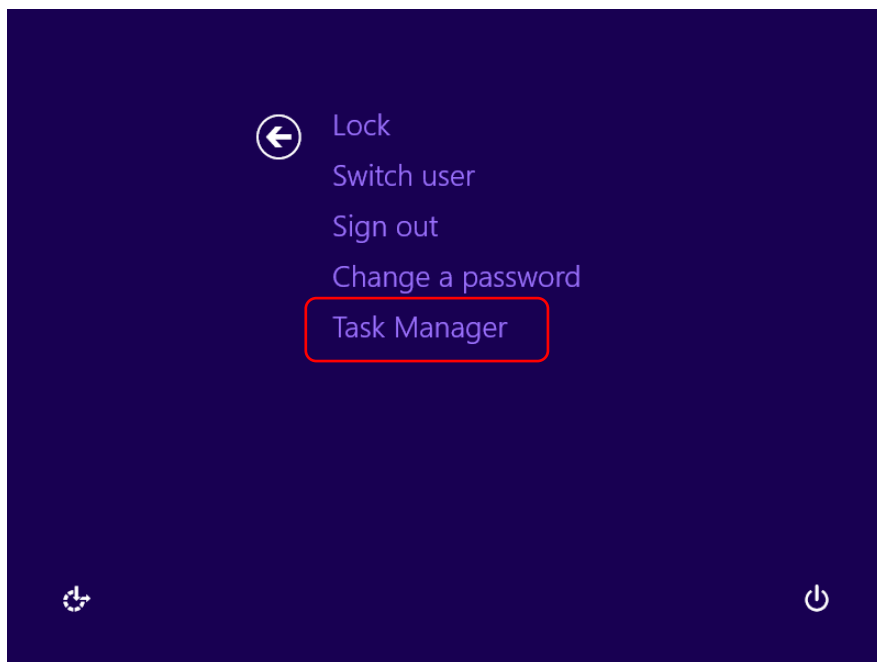 Lock
Switch user
Sign out
Change a password
Task Manager